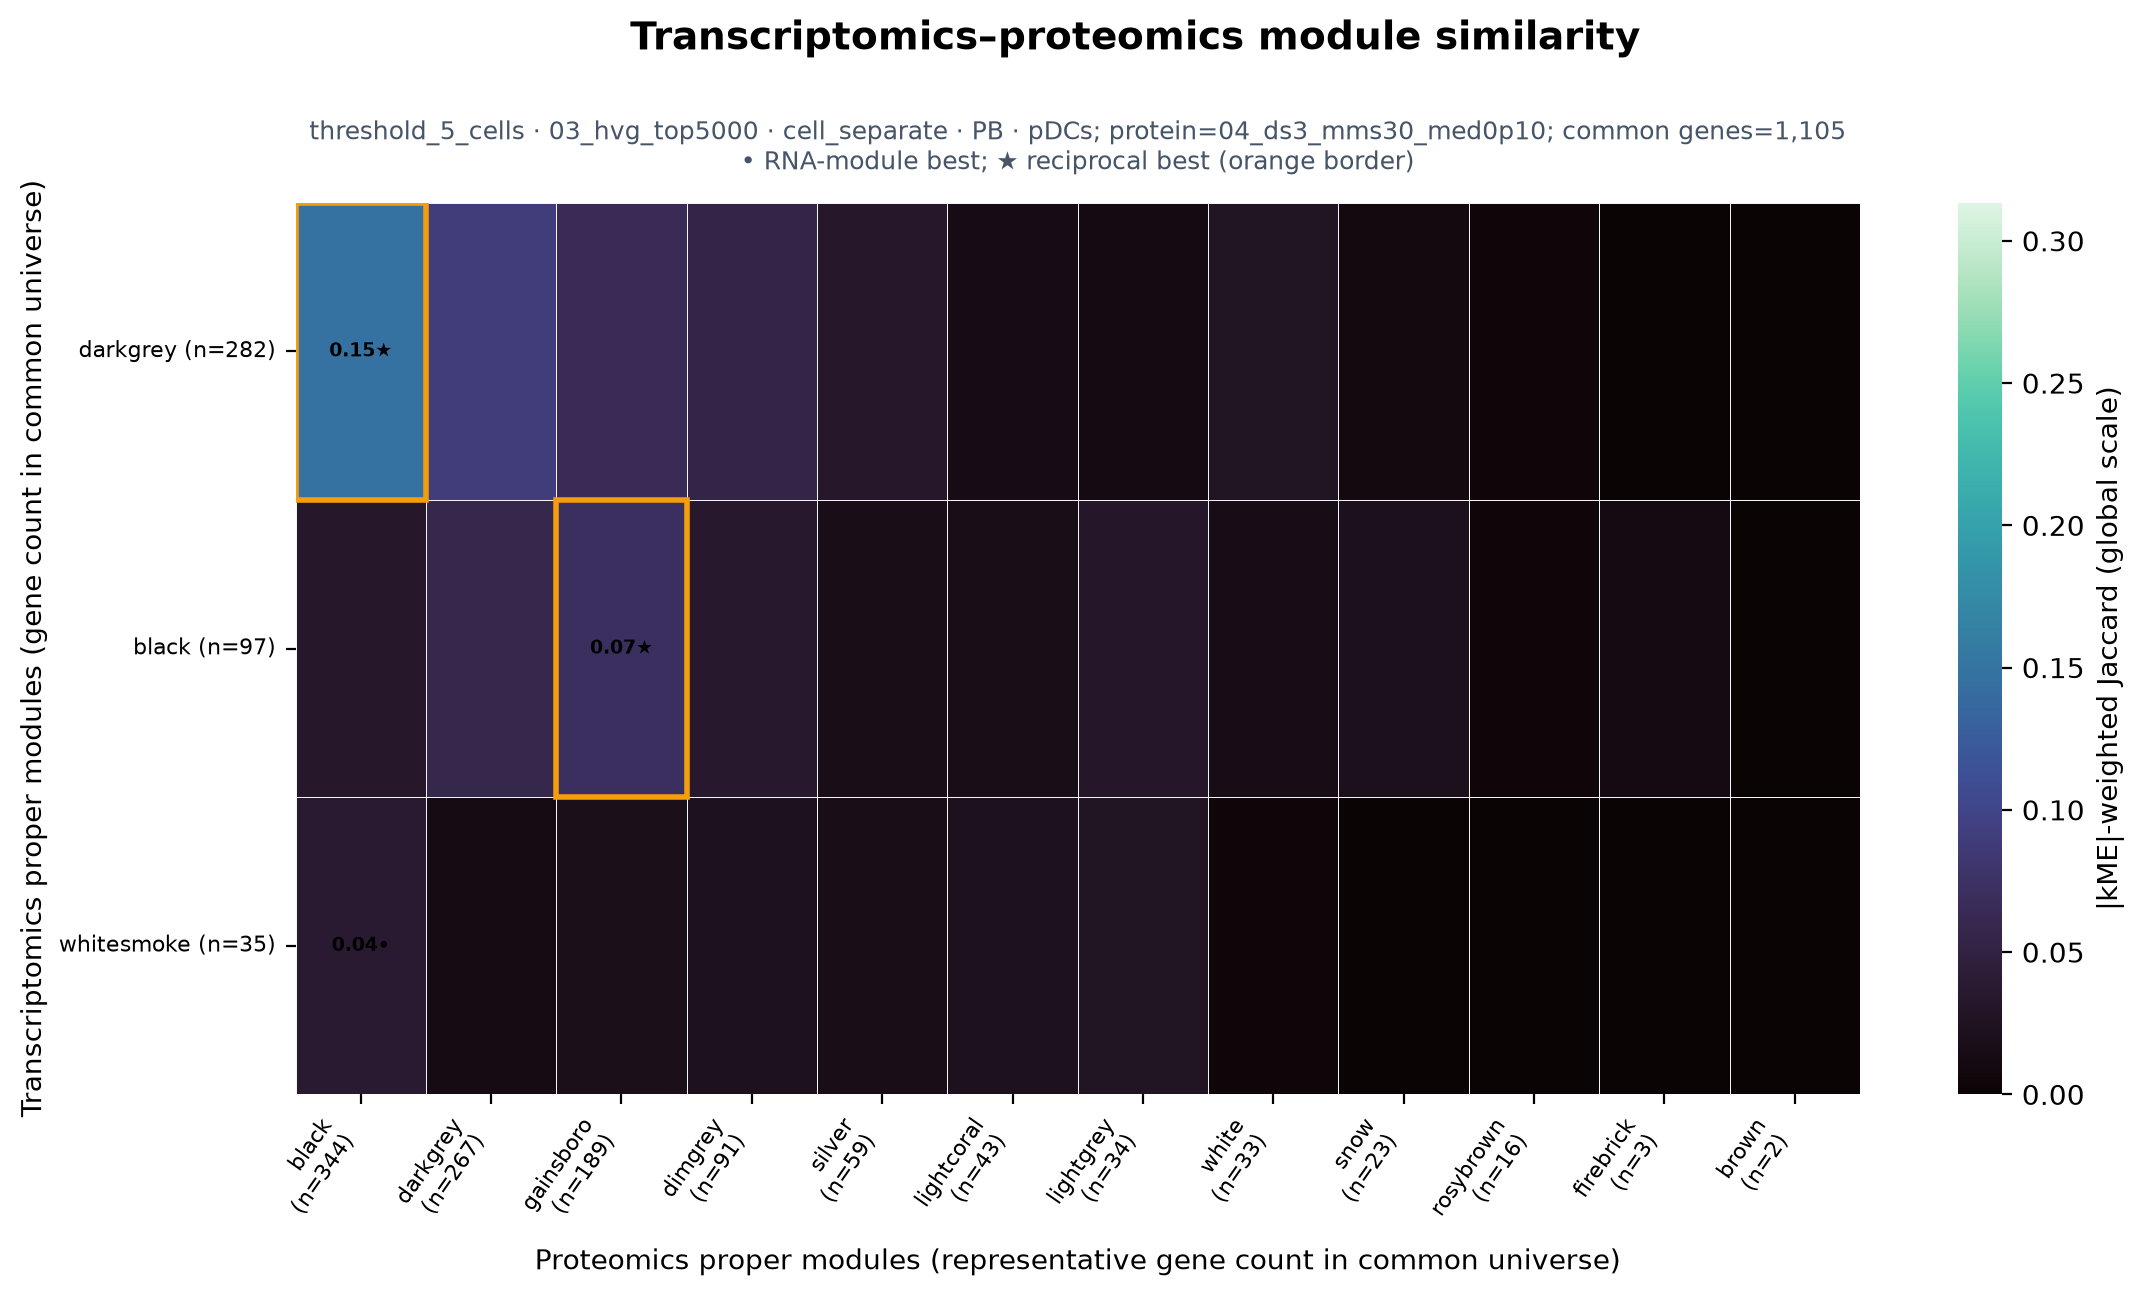 Transcriptomics–proteomics module similarity
threshold_5_cells · 03_hvg_top5000 · cell_separate · PB · pDCs; protein=04_ds3_mms30_med0p10; common genes=1,105
• RNA-module best; ★ reciprocal best (orange border)
Transcriptomics proper modules (gene count in common universe)
darkgrey (n=282)
black (n=97)
whitesmoke (n=35)
0.15★
0.07★
0.04•
black
(n=344)
darkgrey
(n=267)
gainsboro
(n=189)
dimgrey
(n=91)
silver
(n=59)
lightcoral
(n=43)
lightgrey
(n=34)
white
(n=33)
snow
(n=23)
rosybrown
(n=16)
firebrick
(n=3)
brown
(n=2)
Proteomics proper modules (representative gene count in common universe)
0.30
0.25
0.20
0.15
0.10
0.05
0.00
|kME|-weighted Jaccard (global scale)